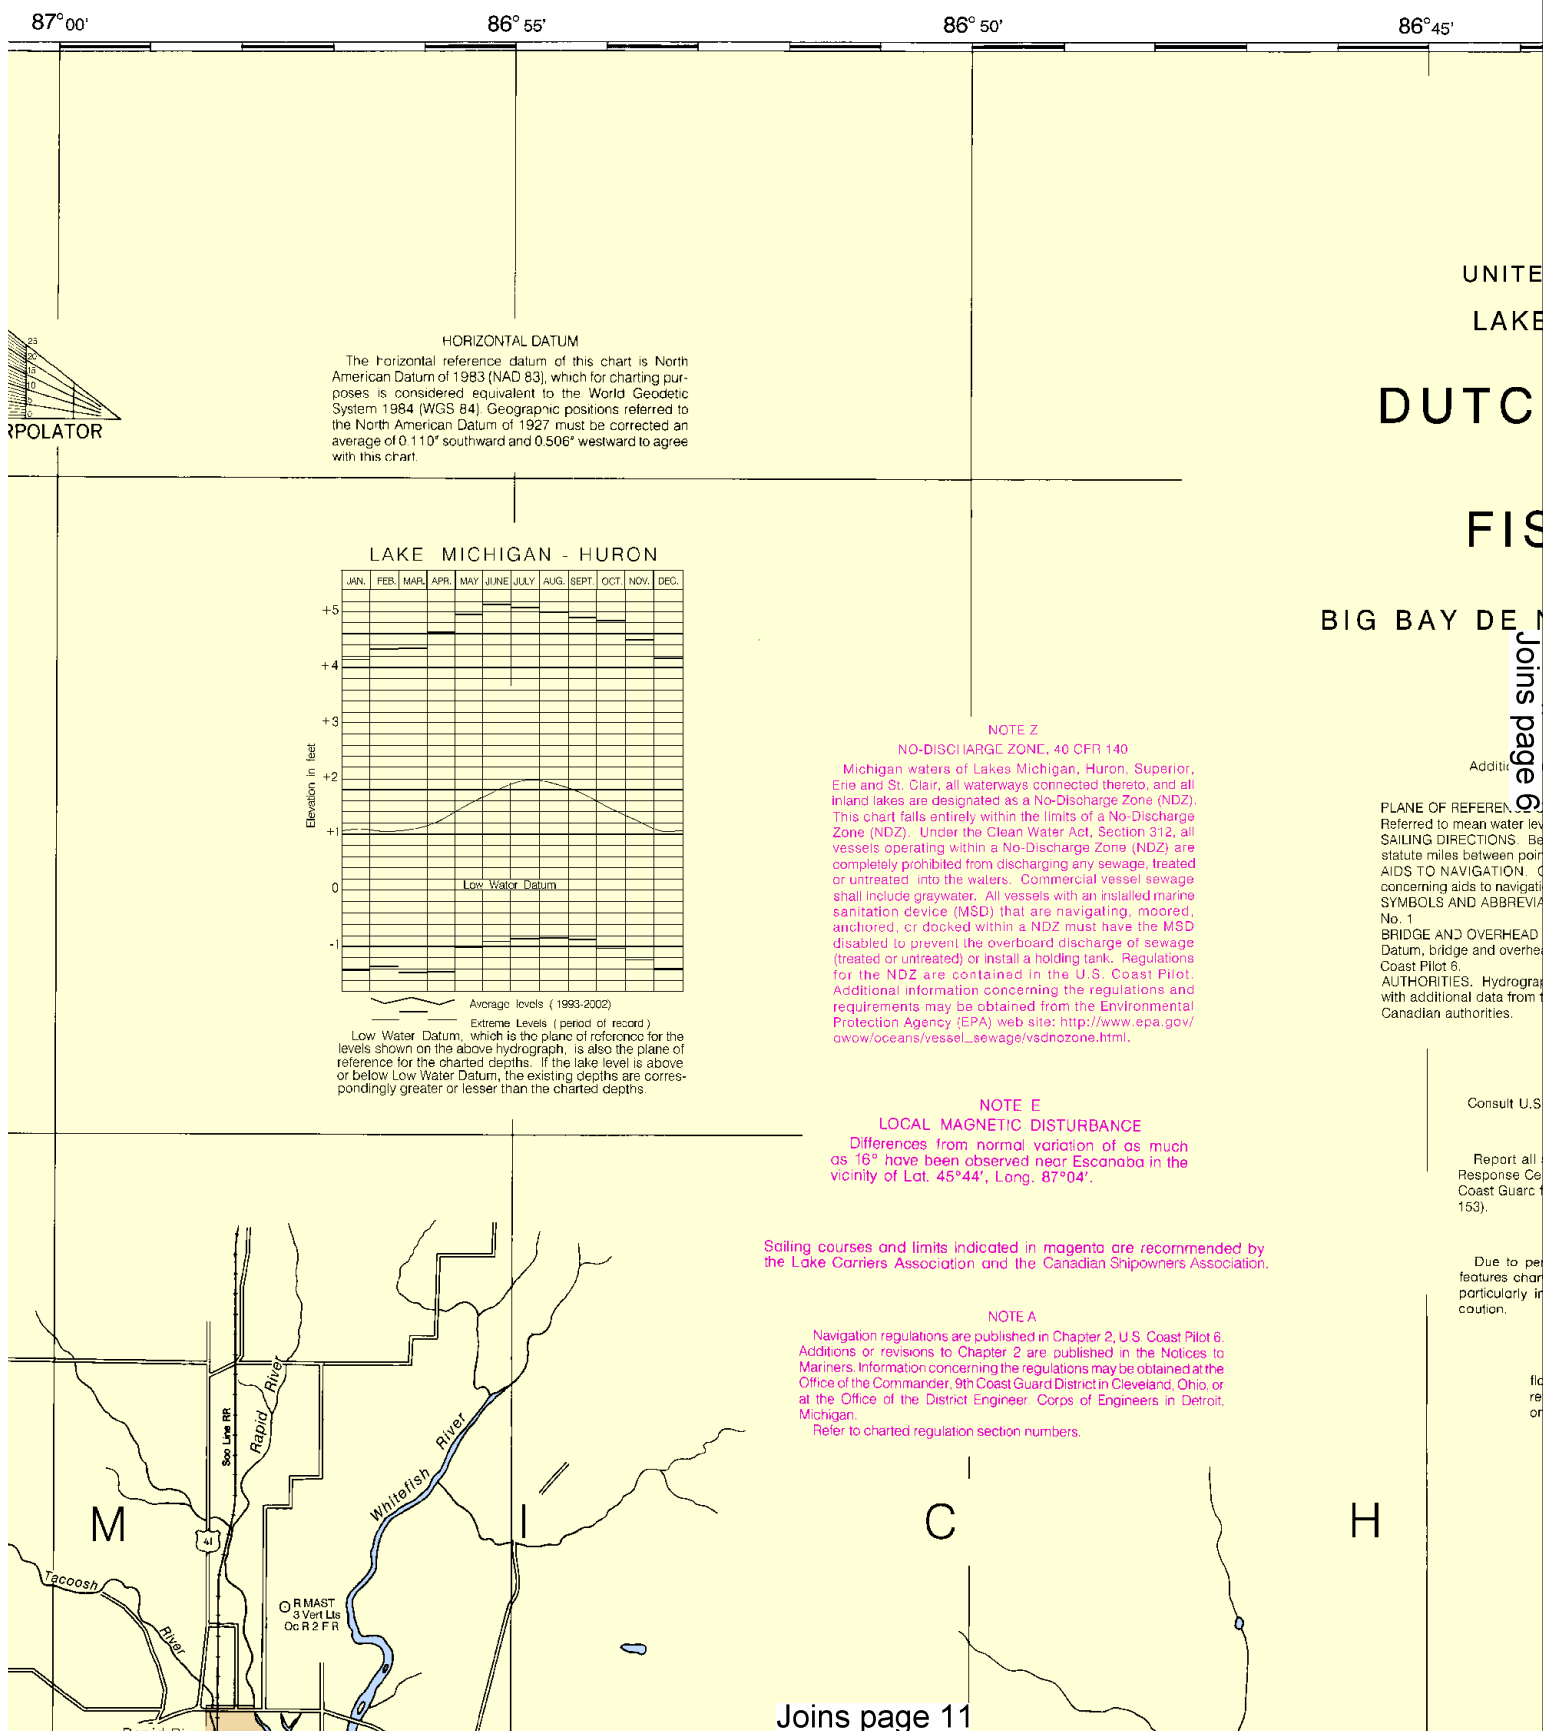 87°00'
86°55'
86°50'
86°45'
25
20
15
10
5
0
RPOLATOR
HORIZONTAL DATUM
The horizontal reference datum of this chart is North
American Datum of 1983 (NAD 83), which for charting pur-
poses is considered equivalent to the World Geodetic
System 1984 (WGS 84). Geographic positions referred to
the North American Datum of 1927 must be corrected an
average of 0.110" southward and 0.506" westward to agree
with this chart.
UNITE
LAKE
DUTC
FIS
BIG BAY DE N
Joins page 6
LAKE MICHIGAN - HURON
JAN. FEB. MAR. APR. MAY JUNE JULY AUG. SEPT. OCT. NOV. DEC.
+5
+4
+3
+2
+1
0
-1
Elevation in feet
Low Water Datum
Average levels (1993-2002)
Extreme Levels (period of record)
Low Water Datum, which is the plane of reference for the
levels shown on the above hydrograph, is also the plane of
reference for the charted depths. If the lake level is above
or below Low Water Datum, the existing depths are corres-
pondingly greater or lesser than the charted depths.
NOTE Z
NO-DISCHARGE ZONE, 40 CFR 140
Michigan waters of Lakes Michigan, Huron, Superior,
Erie and St. Clair, all waterways connected thereto, and all
inland lakes are designated as a No-Discharge Zone (NDZ).
This chart falls entirely within the limits of a No-Discharge
Zone (NDZ). Under the Clean Water Act, Section 312, all
vessels operating within a No-Discharge Zone (NDZ) are
completely prohibited from discharging any sewage, treated
or untreated into the waters. Commercial vessel sewage
shall include graywater. All vessels with an installed marine
sanitation device (MSD) that are navigating, moored,
anchored, or docked within a NDZ must have the MSD
disabled to prevent the overboard discharge of sewage
(treated or untreated) or install a holding tank. Regulations
for the NDZ are contained in the U.S. Coast Pilot.
Additional information concerning the regulations and
requirements may be obtained from the Environmental
Protection Agency (EPA) web site: http://www.epa.gov/
owow/oceans/vessel_sewage/vsdnozone.html.
NOTE E
LOCAL MAGNETIC DISTURBANCE
Differences from normal variation of as much
as 16° have been observed near Escanaba in the
vicinity of Lat. 45°44', Long. 87°04'.
Sailing courses and limits indicated in magenta are recommended by
the Lake Carriers Association and the Canadian Shipowners Association.
NOTE A
Navigation regulations are published in Chapter 2, U.S. Coast Pilot 6.
Additions or revisions to Chapter 2 are published in the Notices to
Mariners. Information concerning the regulations may be obtained at the
Office of the Commander, 9th Coast Guard District in Cleveland, Ohio, or
at the Office of the District Engineer. Corps of Engineers in Detroit.
Michigan.
Refer to charted regulation section numbers.
Additio
PLANE OF REFEREN
Referred to mean water lev
SAILING DIRECTIONS. Be
statute miles between poin
AIDS TO NAVIGATION. C
concerning aids to navigati
SYMBOLS AND ABBREVIA
No. 1
BRIDGE AND OVERHEAD
Datum, bridge and overhea
Coast Pilot 6.
AUTHORITIES. Hydrograp
with additional data from t
Canadian authorities.
Consult U.S
Report all
Response Ce
Coast Guard f
153).
Due to per
features char
particularly in
caution.
flo
re
or
M I C H
Soo Line RR
Rapid River
Whitefish River
41
Tacoosh River
R MAST
3 Vert Lts
Oc R 2 F R
Joins page 11